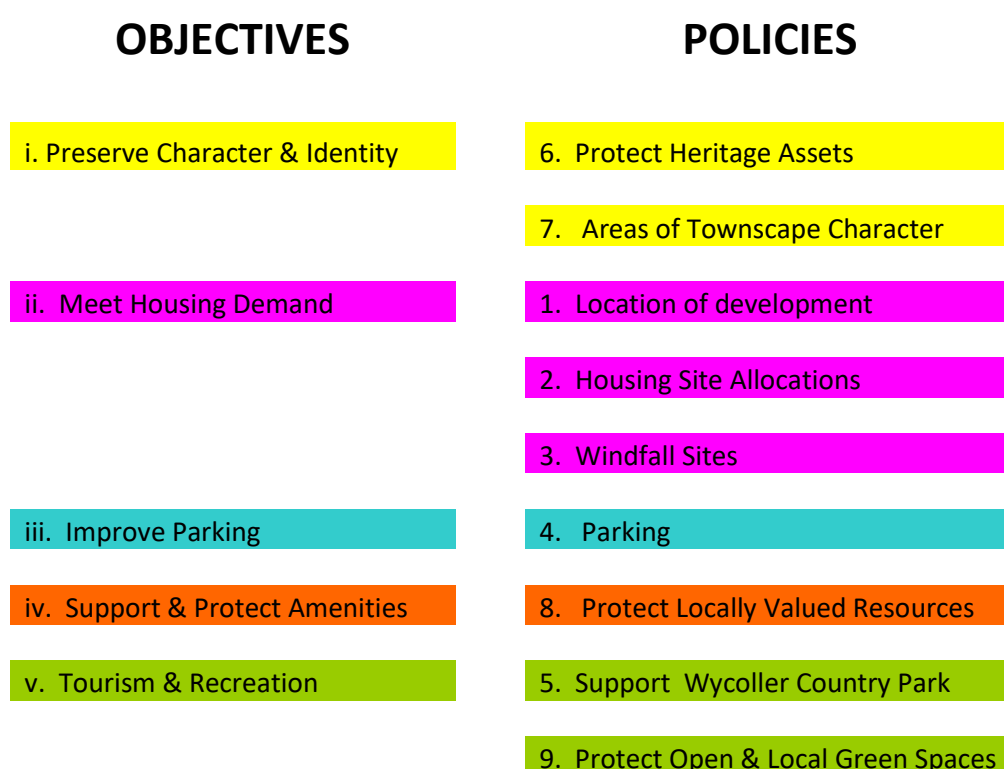 OBJECTIVES POLICIES
i. Preserve Character & Identity 6. Protect Heritage Assets
7. Areas of Townscape Character
ii. Meet Housing Demand 1. Location of development
2. Housing Site Allocations
3. Windfall Sites
iii. Improve Parking 4. Parking
iv. Support & Protect Amenities 8. Protect Locally Valued Resources
v. Tourism & Recreation 5. Support Wycoller Country Park
9. Protect Open & Local Green Spaces